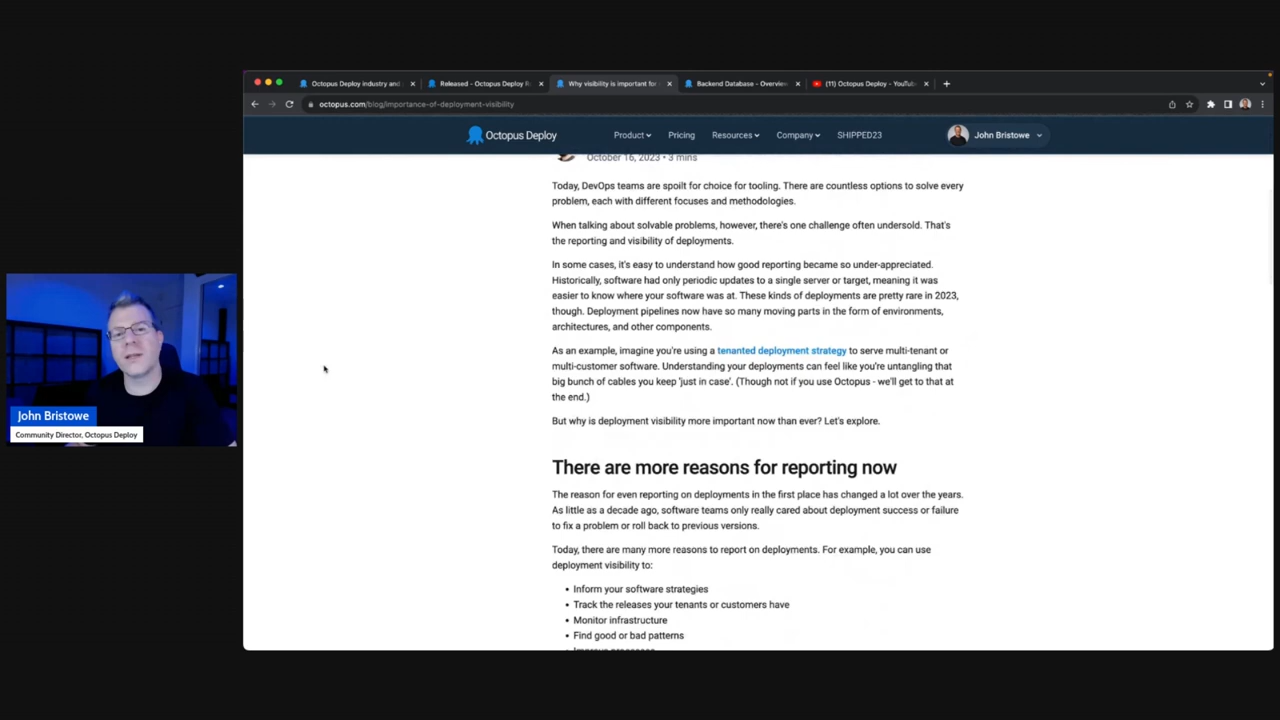 Octopus Deploy industry and
Released - Octopus Deploy R
Why visibility is important for
Backend Database - Overview
(11) Octopus Deploy - YouTube
octopus.com/blog/importance-of-deployment-visibility
Octopus Deploy
Product
Pricing
Resources
Company
SHIPPED23
John Bristowe
October 16, 2023 • 3 mins
Today, DevOps teams are spoilt for choice for tooling. There are countless options to solve every
problem, each with different focuses and methodologies.
When talking about solvable problems, however, there's one challenge often undersold. That's
the reporting and visibility of deployments.
In some cases, it's easy to understand how good reporting became so under-appreciated.
Historically, software had only periodic updates to a single server or target, meaning it was
easier to know where your software was at. These kinds of deployments are pretty rare in 2023,
though. Deployment pipelines now have so many moving parts in the form of environments,
architectures, and other components.
As an example, imagine you're using a tenanted deployment strategy to serve multi-tenant or
multi-customer software. Understanding your deployments can feel like you're untangling that
big bunch of cables you keep 'just in case'. (Though not if you use Octopus - we'll get to that at
the end.)
But why is deployment visibility more important now than ever? Let's explore.
There are more reasons for reporting now
The reason for even reporting on deployments in the first place has changed a lot over the years.
As little as a decade ago, software teams only really cared about deployment success or failure
to fix a problem or roll back to previous versions.
Today, there are many more reasons to report on deployments. For example, you can use
deployment visibility to:
• Inform your software strategies
• Track the releases your tenants or customers have
• Monitor infrastructure
• Find good or bad patterns
John Bristowe
Community Director, Octopus Deploy